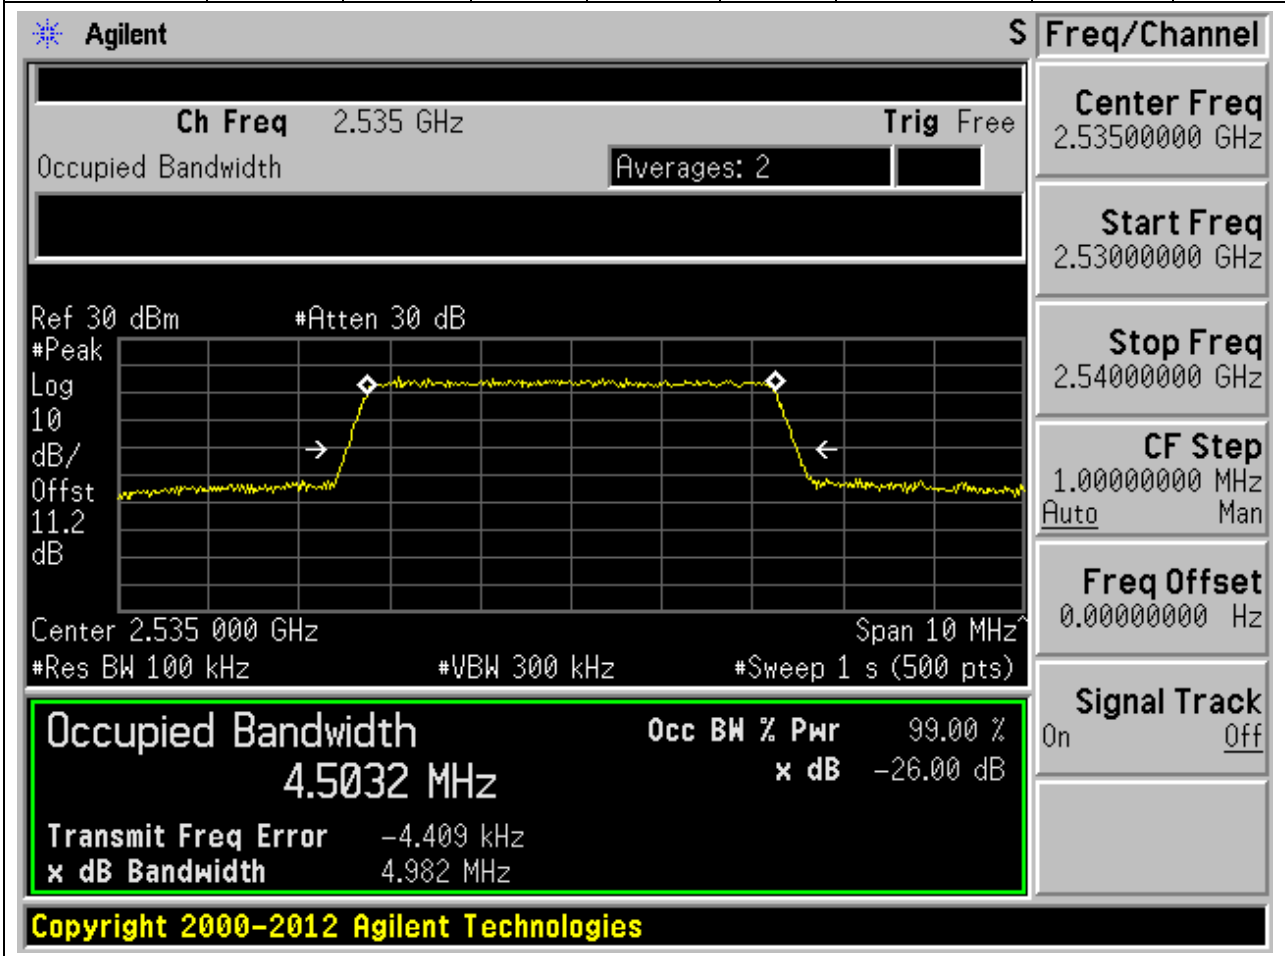 Agilent S Freq/Channel
Ch Freq 2.535 GHz Trig Free
Occupied Bandwidth Averages: 2
Center Freq
2.53500000 GHz
Start Freq
2.53000000 GHz
Stop Freq
2.54000000 GHz
CF Step
1.00000000 MHz
Auto Man
Freq Offset
0.00000000 Hz
Signal Track
On Off
Ref 30 dBm #Atten 30 dB
#Peak
Log
10
dB/
Offst
11.2
dB
Center 2.535 000 GHz Span 10 MHz^
#Res BW 100 kHz #VBW 300 kHz #Sweep 1 s (500 pts)
Occupied Bandwidth Occ BW % Pwr 99.00 %
4.5032 MHz x dB -26.00 dB
Transmit Freq Error -4.409 kHz
x dB Bandwidth 4.982 MHz
Copyright 2000-2012 Agilent Technologies